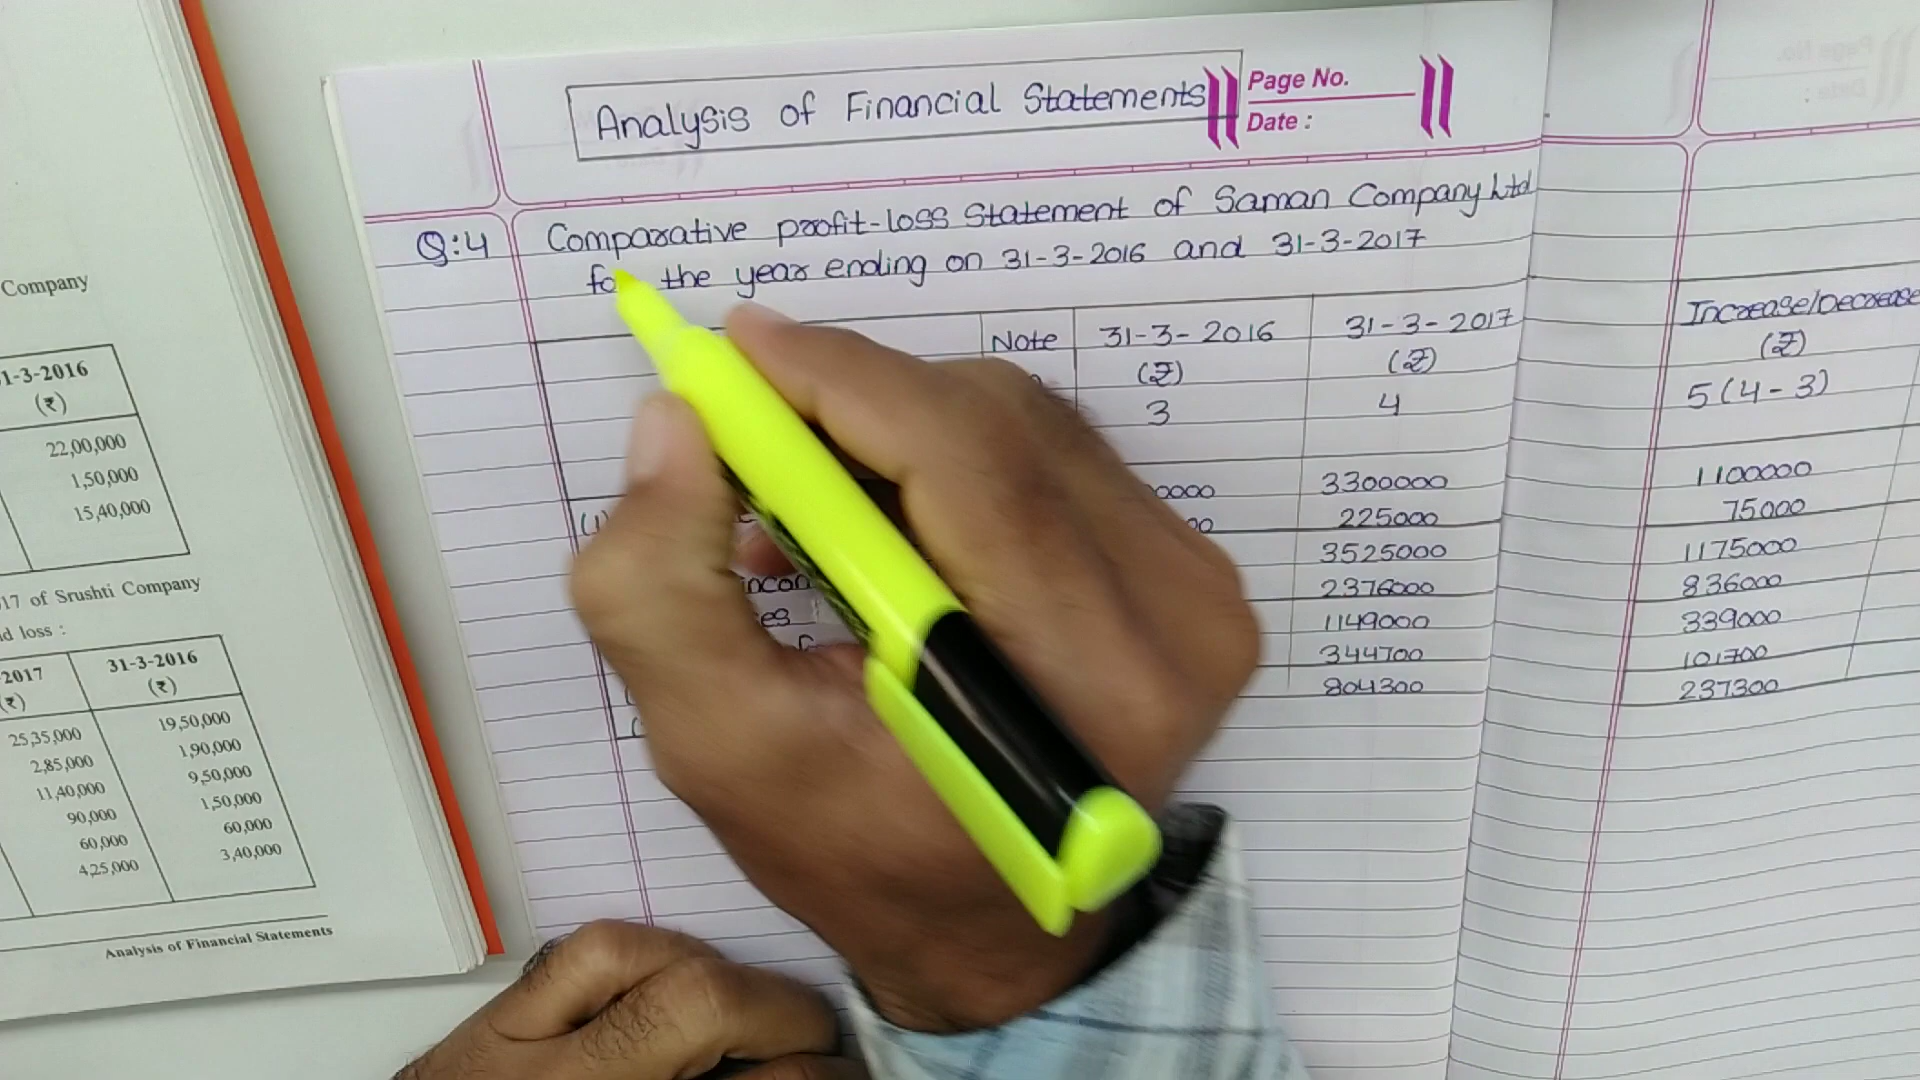 Company
1-3-2016
(₹)
22,00,000
1,50,000
15,40,000
17 of Srushti Company
d loss :
2017 31-3-2016
(₹) (₹)
25,35,000 19,50,000
2,85,000 1,90,000
11,40,000 9,50,000
90,000 1,50,000
60,000 60,000
4,25,000 3,40,000
Analysis of Financial Statements
Analysis of Financial Statements
Page No.
Date :
Q:4 Comparative profit-loss statement of Saman Company Ltd
for the year ending on 31-3-2016 and 31-3-2017
Note 31-3-2016 31-3-2017 Increase/Decrease
(₹) (₹) (₹)
3 4 5 (4-3)
(1) 0000 3300000 1100000
00 225000 75000
3525000 1175000
incom 2376000 836000
es 1149000 339000
344700 101700
804300 237300